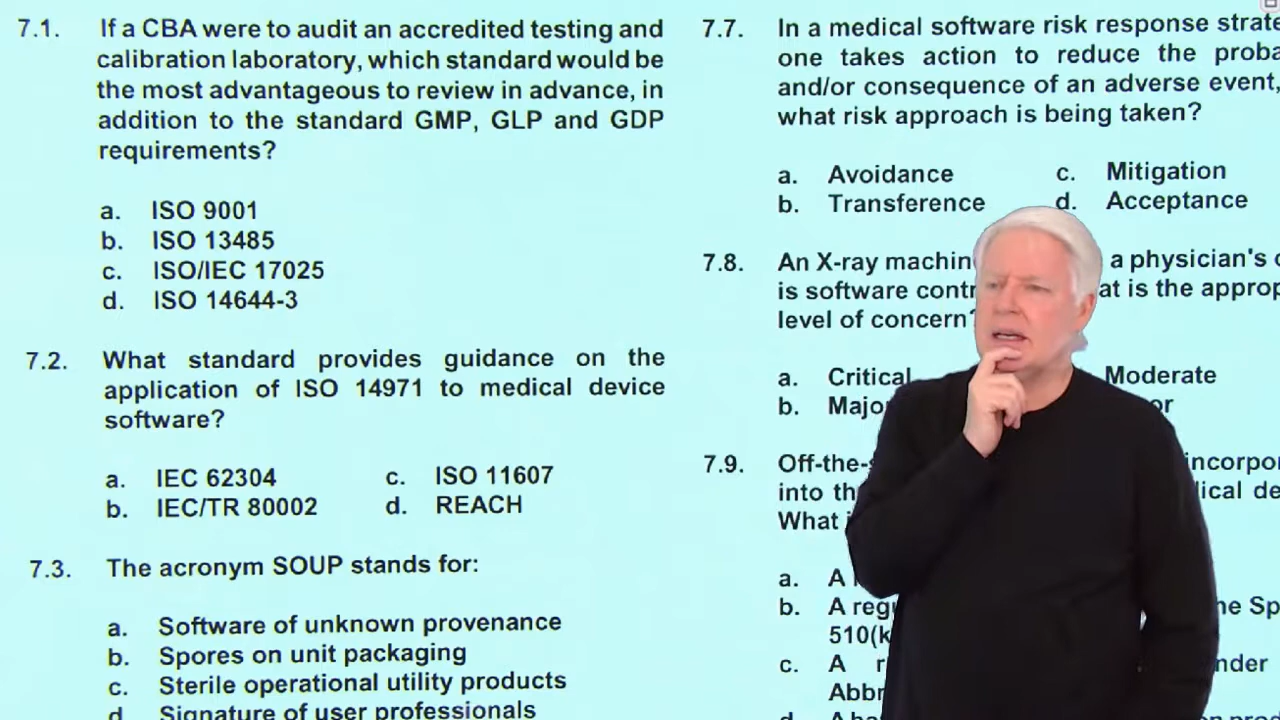 7.1. If a CBA were to audit an accredited testing and
calibration laboratory, which standard would be
the most advantageous to review in advance, in
addition to the standard GMP, GLP and GDP
requirements?
a. ISO 9001
b. ISO 13485
c. ISO/IEC 17025
d. ISO 14644-3
7.2. What standard provides guidance on the
application of ISO 14971 to medical device
software?
a. IEC 62304 c. ISO 11607
b. IEC/TR 80002 d. REACH
7.3. The acronym SOUP stands for:
a. Software of unknown provenance
b. Spores on unit packaging
c. Sterile operational utility products
d. Signature of user professionals
7.7. In a medical software risk response
one takes action to reduce the
and/or consequence of an adverse event,
what risk approach is being taken?
a. Avoidance c. Mitigation
b. Transference d. Acceptance
7.8. An X-ray a physician's
is software is the
level of concern
a. Critical Moderate
b.
7.9.
into
What
a. A
b. A
c. A